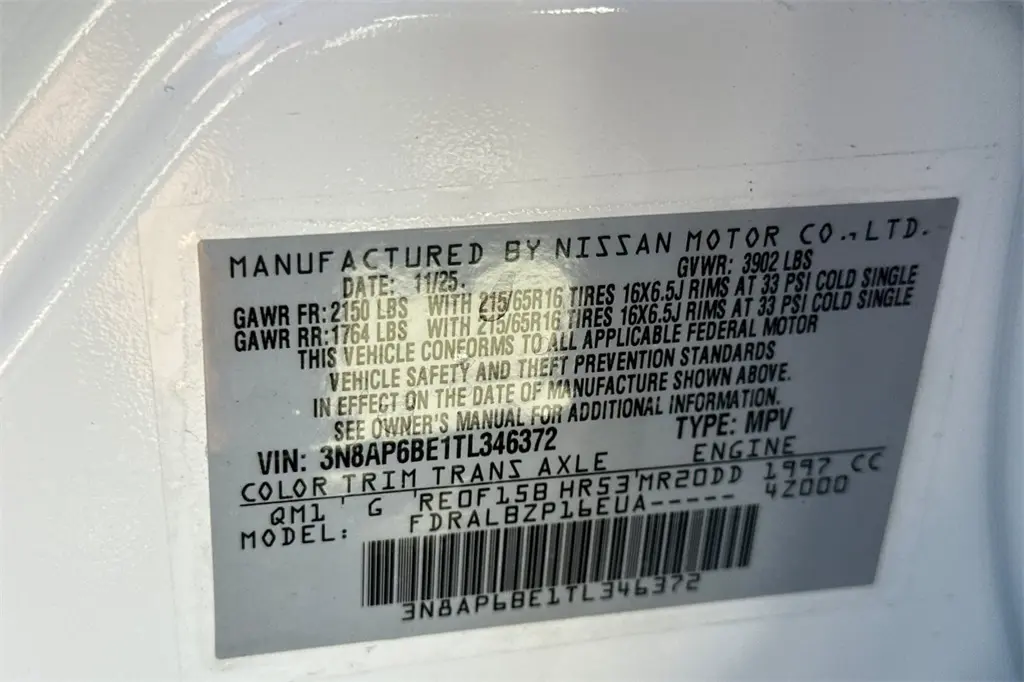 MANUFACTURED BY NISSAN MOTOR CO.,LTD.
DATE: 11/25. GVWR: 3902 LBS
GAWR FR: 2150 LBS WITH 215/65R16 TIRES 16X6.5J RIMS AT 33 PSI COLD SINGLE
GAWR RR: 1764 LBS WITH 215/65R16 TIRES 16X6.5J RIMS AT 33 PSI COLD SINGLE
THIS VEHICLE CONFORMS TO ALL APPLICABLE FEDERAL MOTOR
VEHICLE SAFETY AND THEFT PREVENTION STANDARDS
IN EFFECT ON THE DATE OF MANUFACTURE SHOWN ABOVE.
SEE OWNER'S MANUAL FOR ADDITIONAL INFORMATION.
VIN: 3N8AP6BE1TL346372 TYPE: MPV
COLOR TRIM TRANS AXLE ENGINE
QM1 G RE0F15B HR53 MR20DD 1997 CC
MODEL: FDRALBZP16EUA----- 4Z000
3N8AP6BE1TL346372